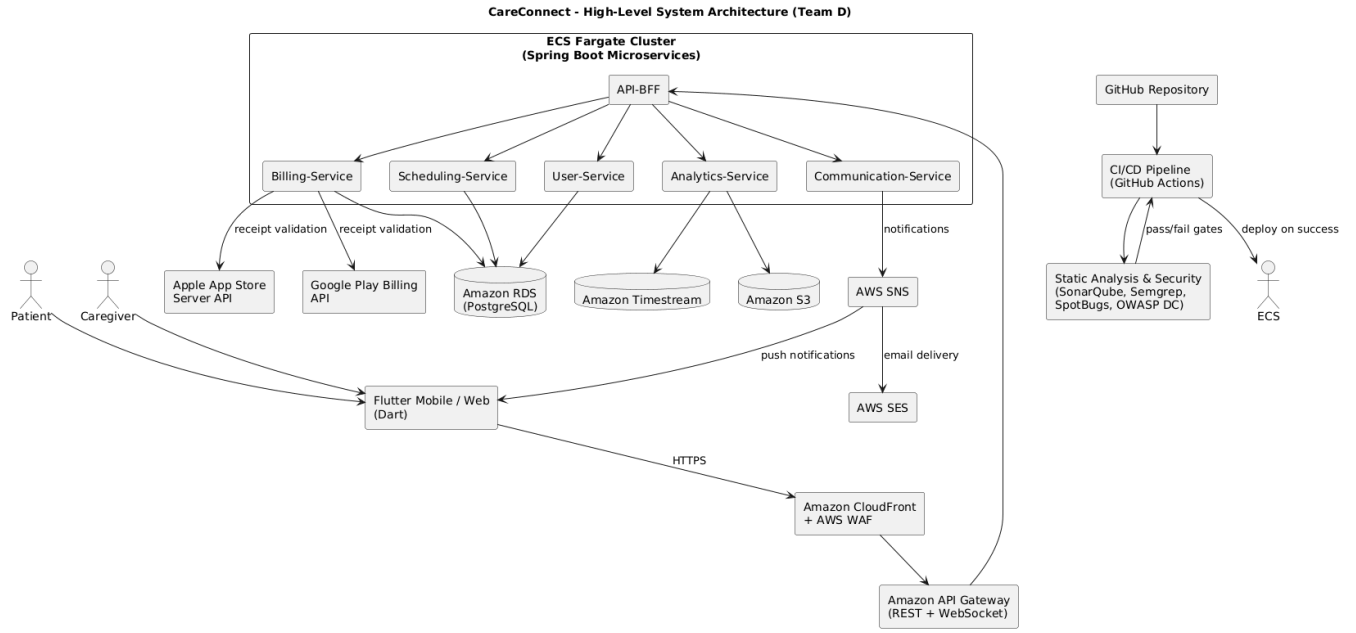 CareConnect - High-Level System Architecture (Team D)
ECS Fargate Cluster
(Spring Boot Microservices)
API-BFF
GitHub Repository
Billing-Service
Scheduling-Service
User-Service
Analytics-Service
Communication-Service
CI/CD Pipeline
(GitHub Actions)
receipt validation
receipt validation
notifications
pass/fail gates
deploy on success
Apple App Store
Server API
Google Play Billing
API
Amazon RDS
(PostgreSQL)
Amazon Timestream
Amazon S3
AWS SNS
Static Analysis & Security
(SonarQube, Semgrep,
SpotBugs, OWASP DC)
ECS
Patient
Caregiver
push notifications
email delivery
Flutter Mobile / Web
(Dart)
AWS SES
HTTPS
Amazon CloudFront
+ AWS WAF
Amazon API Gateway
(REST + WebSocket)